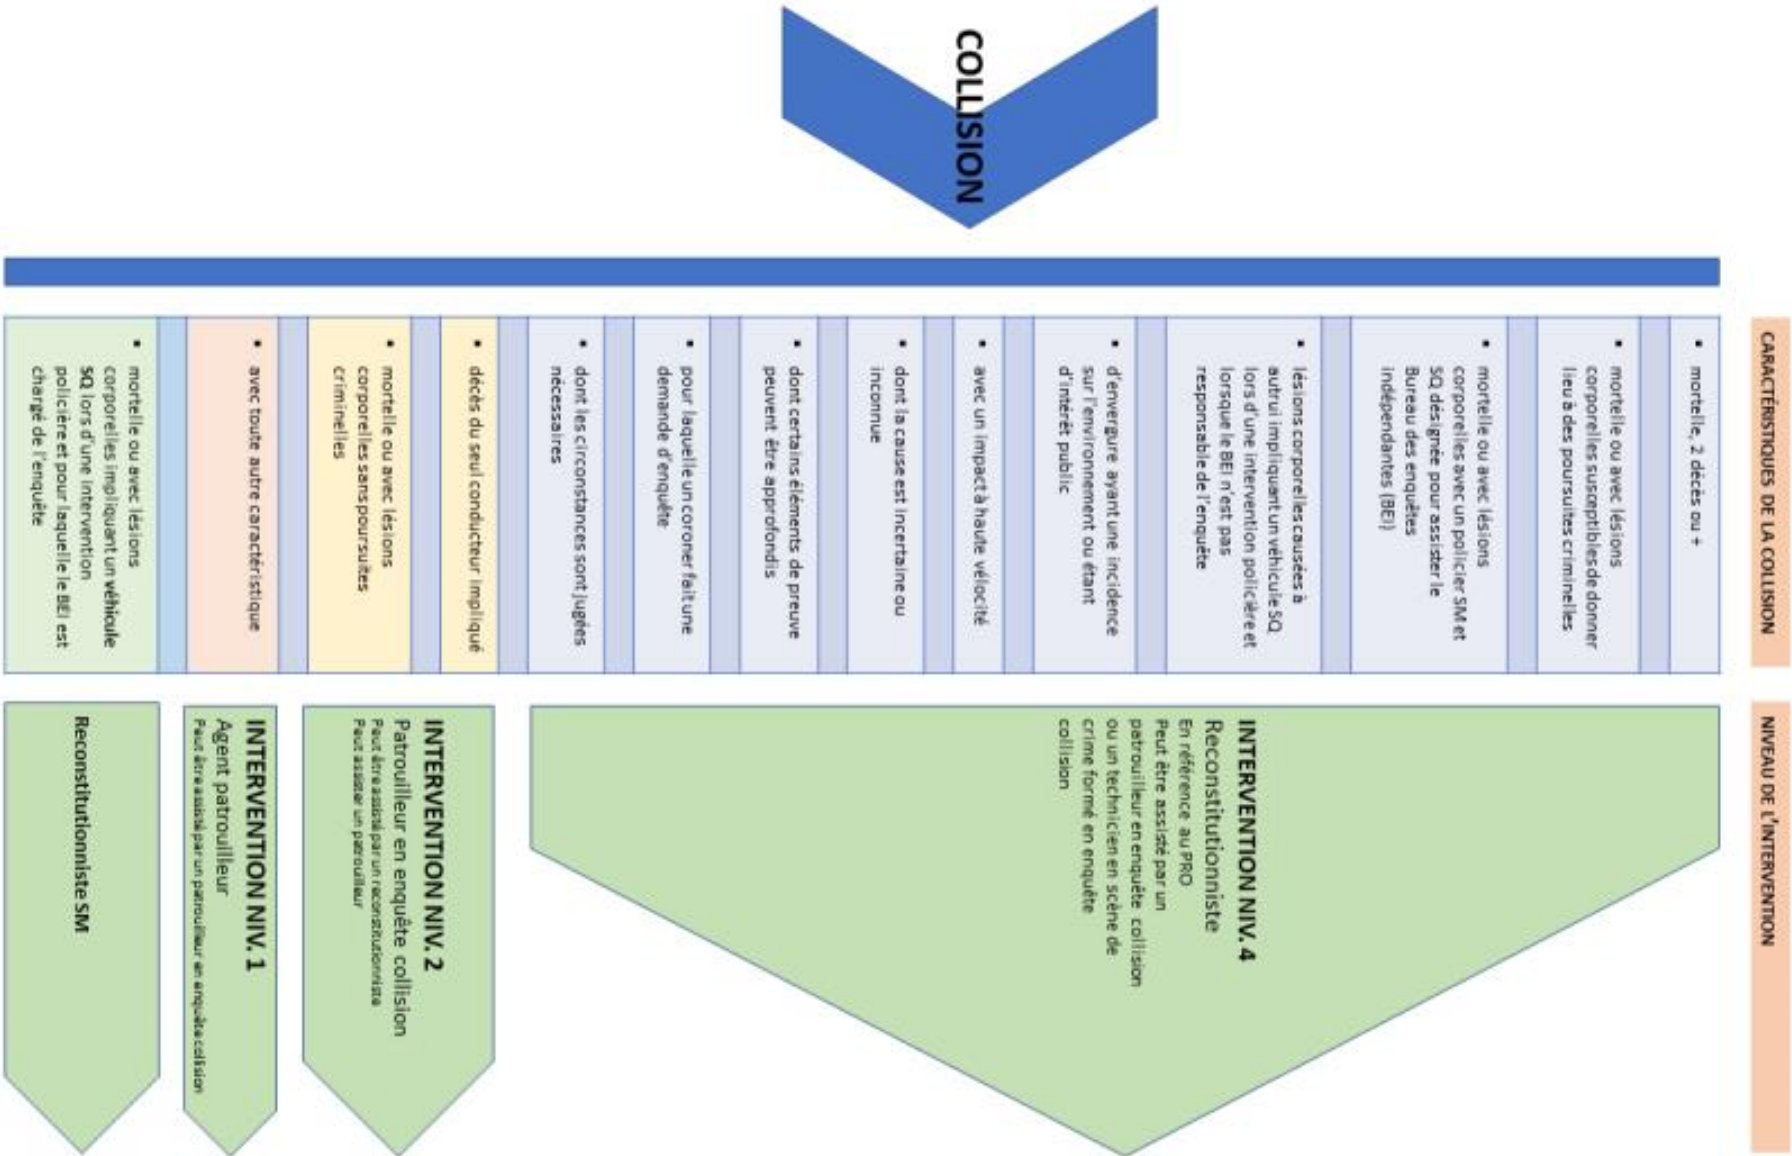 COLLISION
CARACTÉRISTIQUES DE LA COLLISION
NIVEAU DE L'INTERVENTION
▪ mortelle, 2 décès ou +
▪ mortelle ou avec lésions
corporelles susceptibles de donner
lieu à des poursuites criminelles
▪ mortelle ou avec lésions
corporelles avec un policier SM et
SQ désignée pour assister le
Bureau des enquêtes
indépendantes (BEI)
▪ lésions corporelles causées à
autrui impliquant un véhicule SQ
lors d'une intervention policière et
lorsque le BEI n'est pas
responsable de l'enquête
▪ d'envergure ayant une incidence
sur l'environnement ou étant
d'intérêt public
▪ avec un impact à haute vélocité
▪ dont la cause est incertaine ou
inconnue
▪ dont certains éléments de preuve
peuvent être approfondis
▪ pour laquelle un coroner fait une
demande d'enquête
▪ dont les circonstances sont jugées
nécessaires
INTERVENTION NIV. 4
Reconstitutionniste
En référence au PRO
Peut être assisté par un
patrouilleur en enquête collision
ou un technicien en scène de
crime formé en enquête
collision
▪ décès du seul conducteur impliqué
▪ mortelle ou avec lésions
corporelles sans poursuites
criminelles
INTERVENTION NIV. 2
Patrouilleur en enquête collision
Peut être assisté par un reconstitutionniste
Peut assister un patrouilleur
▪ avec toute autre caractéristique
INTERVENTION NIV. 1
Agent patrouilleur
Peut être assisté par un patrouilleur en enquête collision
▪ mortelle ou avec lésions
corporelles impliquant un véhicule
SQ lors d'une intervention
policière et pour laquelle le BEI est
chargé de l'enquête
Reconstitutionniste SM